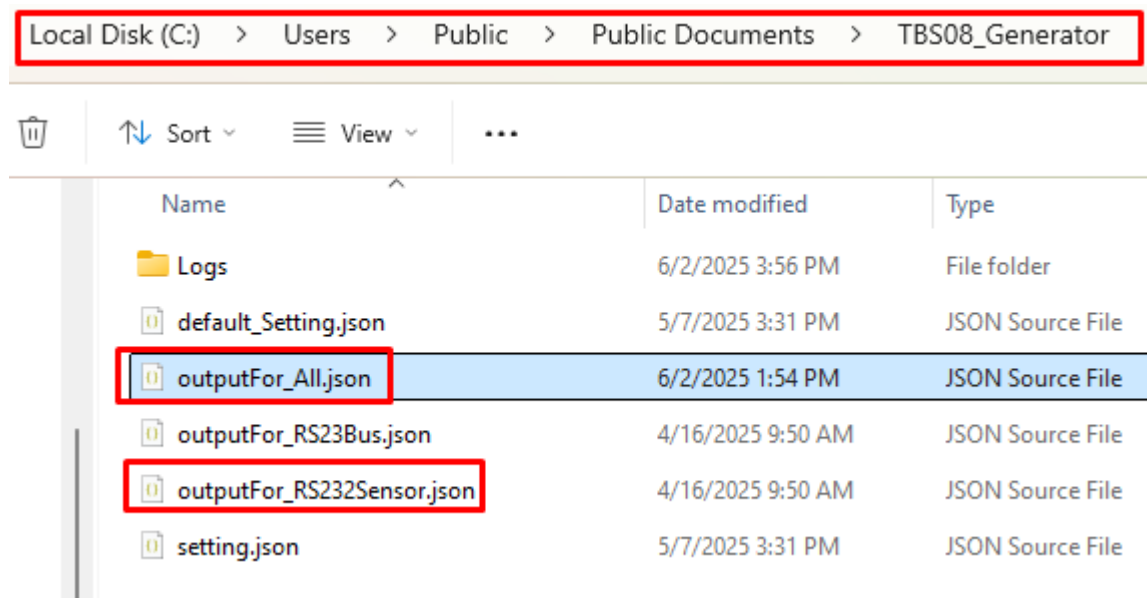 Local Disk (C:) > Users > Public > Public Documents > TBS08_Generator
Sort View ...
Name Date modified Type
Logs 6/2/2025 3:56 PM File folder
default_Setting.json 5/7/2025 3:31 PM JSON Source File
outputFor_All.json 6/2/2025 1:54 PM JSON Source File
outputFor_RS23Bus.json 4/16/2025 9:50 AM JSON Source File
outputFor_RS232Sensor.json 4/16/2025 9:50 AM JSON Source File
setting.json 5/7/2025 3:31 PM JSON Source File